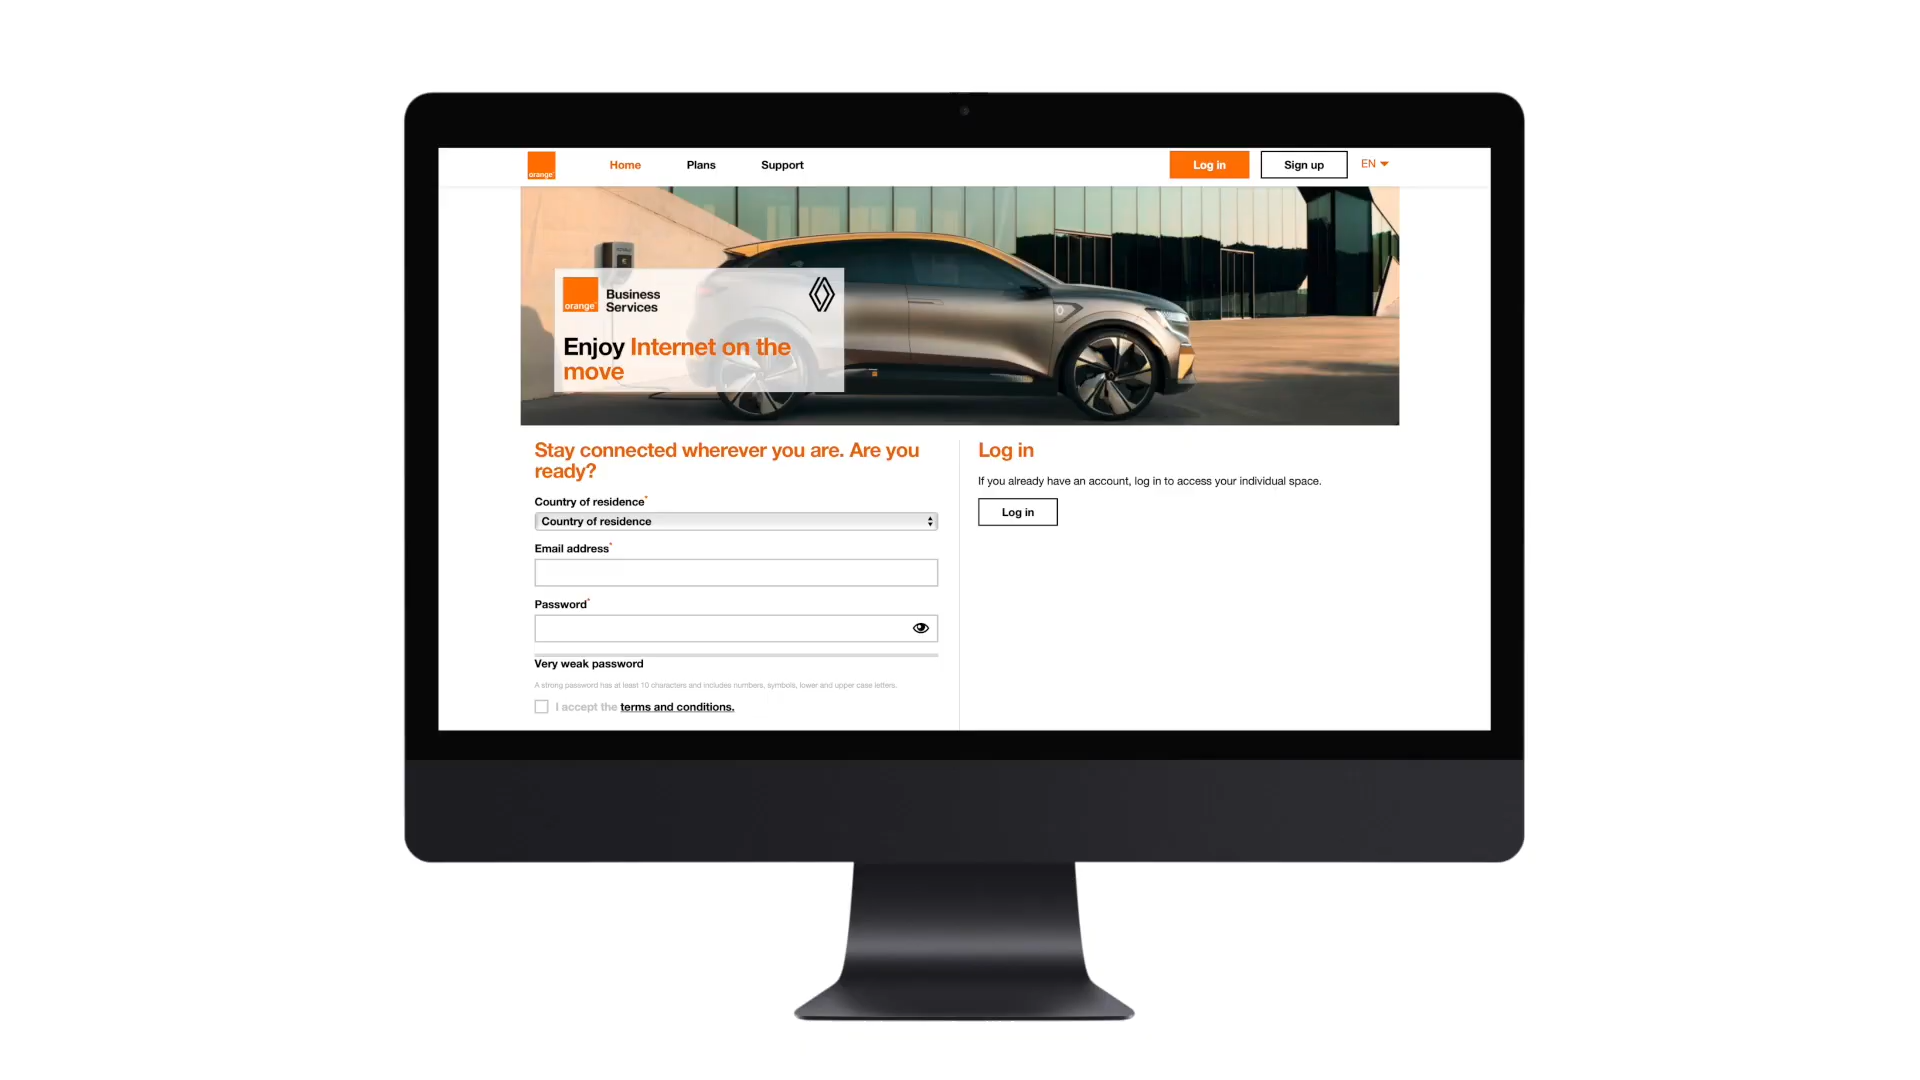 orange
Home
Plans
Support
Log in
Sign up
EN
orange
Business
Services
Enjoy Internet on the
move
Stay connected wherever you are. Are you
ready?
Country of residence*
Country of residence
Email address*
Password*
Very weak password
A strong password has at least 10 characters and includes numbers, symbols, lower and upper case letters.
I accept the terms and conditions.
Log in
If you already have an account, log in to access your individual space.
Log in